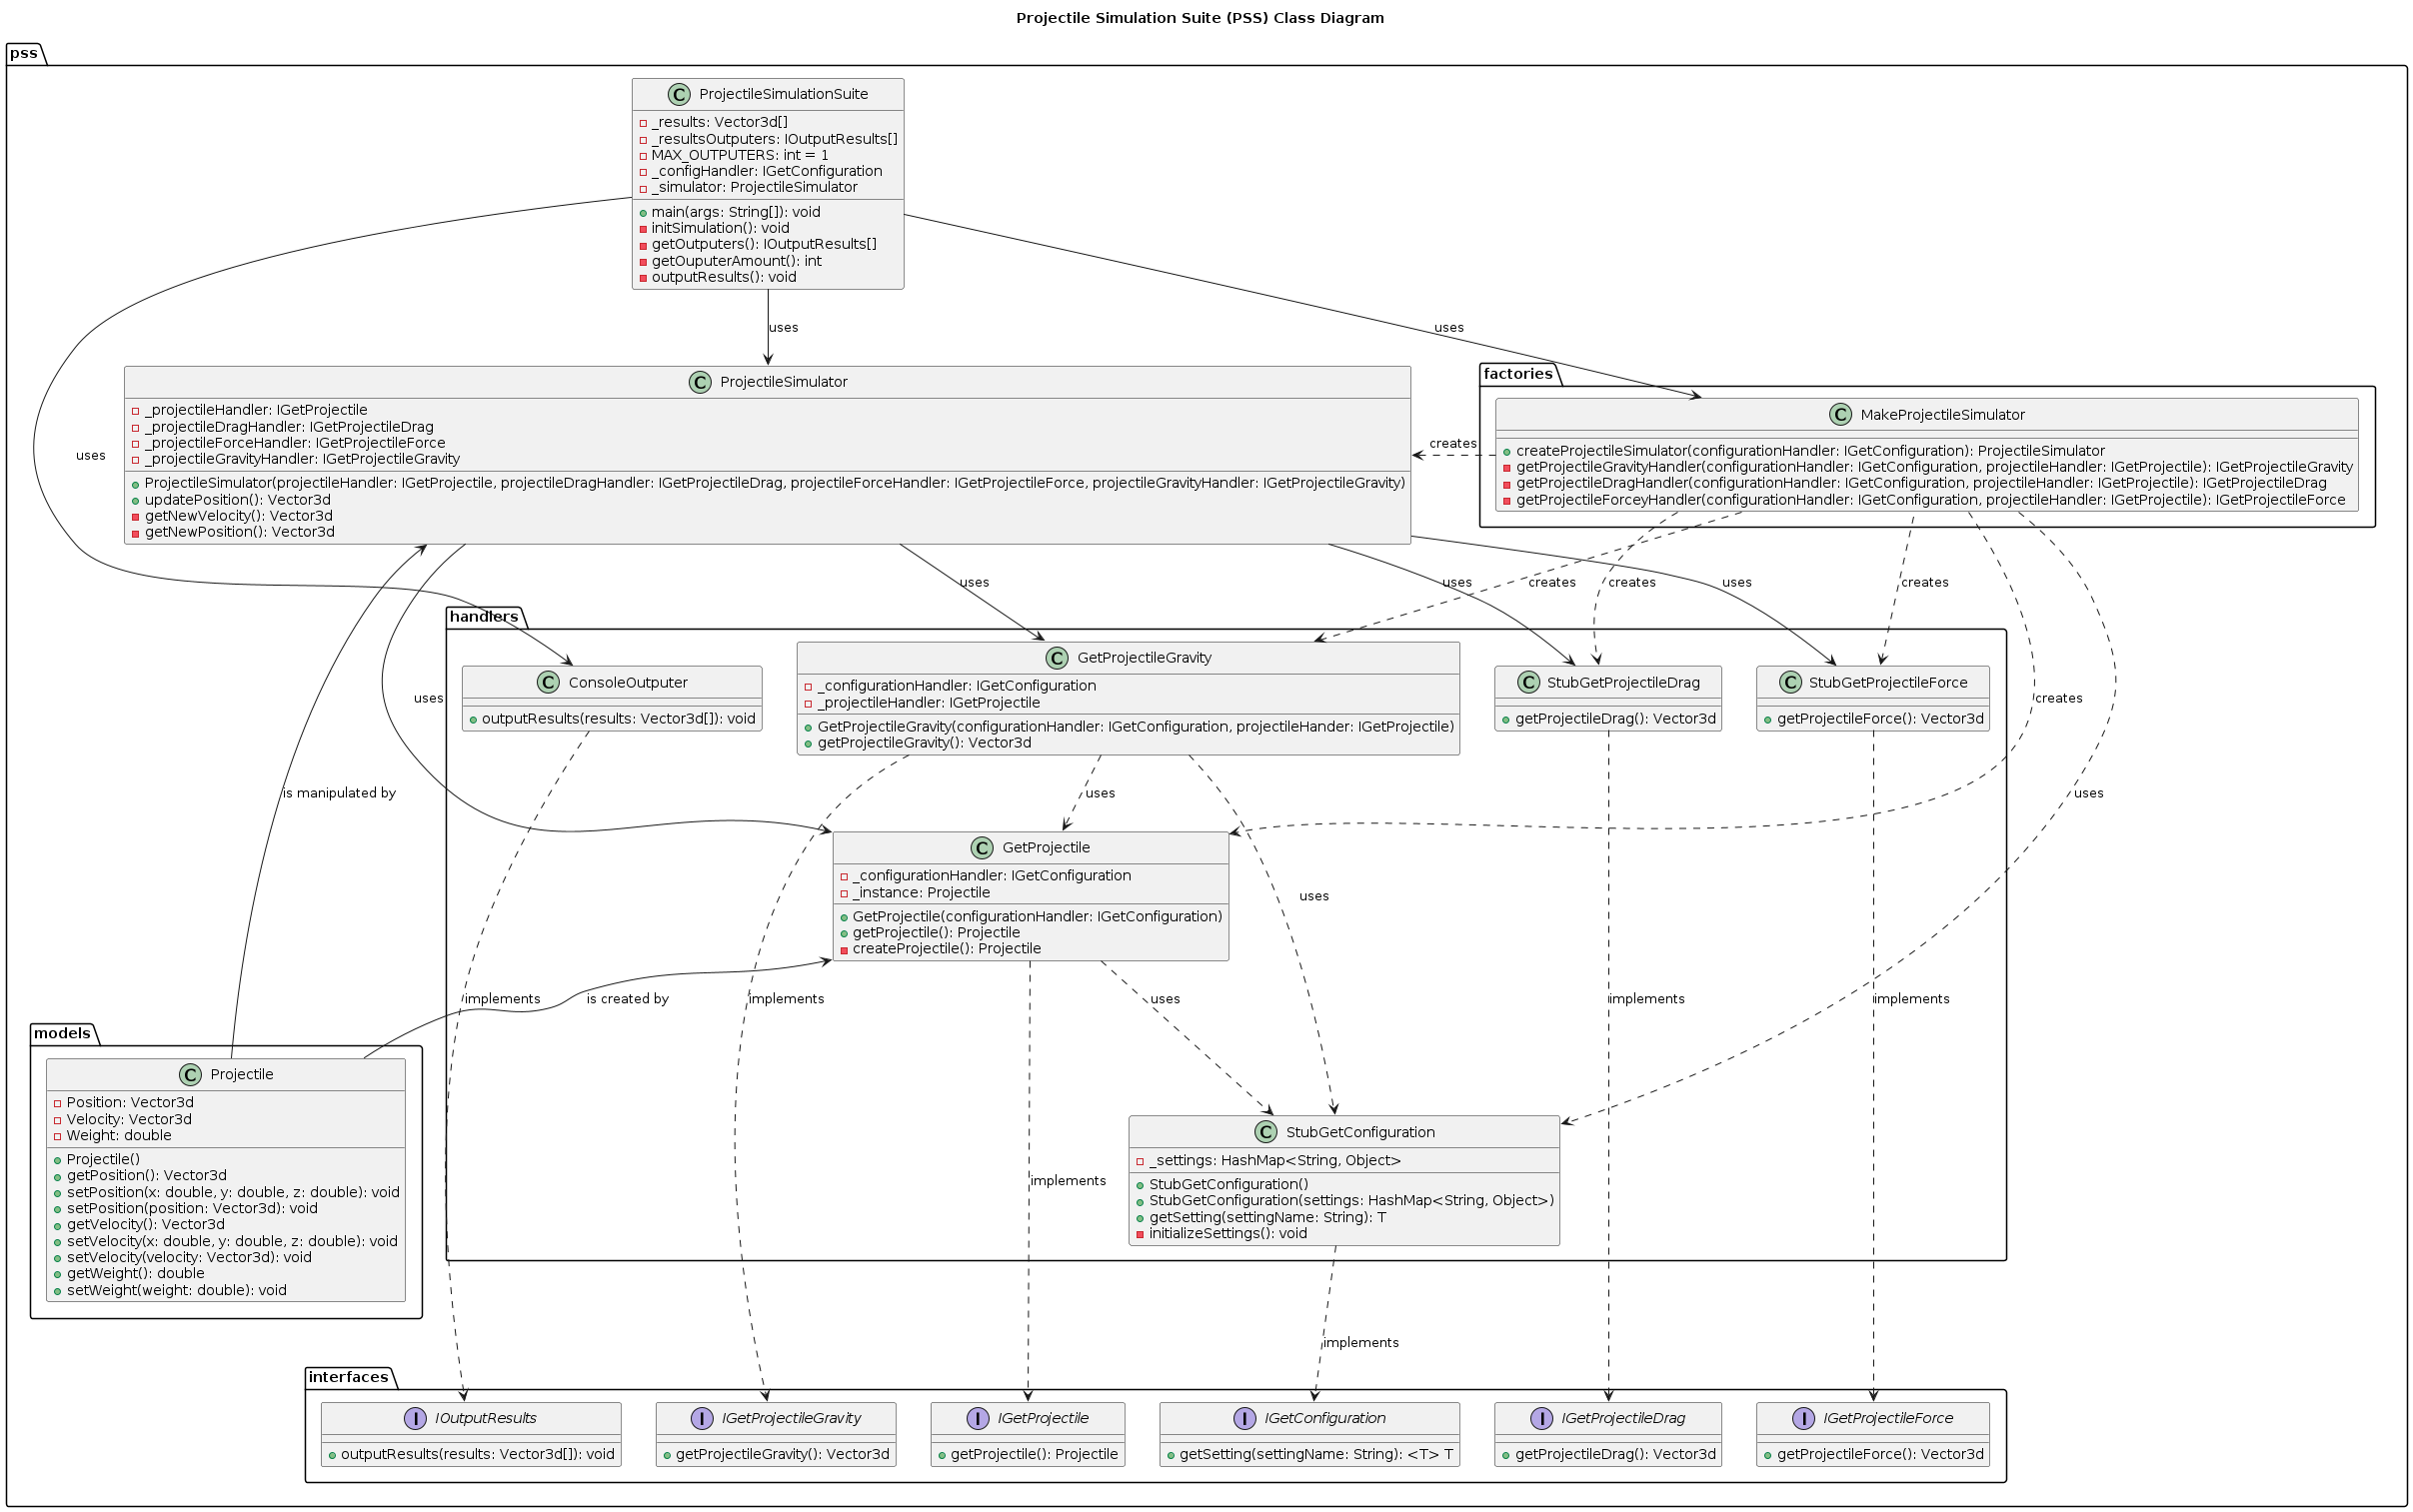 Projectile Simulation Suite (PSS) Class Diagram
pss
C ProjectileSimulationSuite
_results: Vector3d[]
_resultsOutputers: IOutputResults[]
MAX_OUTPUTERS: int = 1
_configHandler: IGetConfiguration
_simulator: ProjectileSimulator
main(args: String[]): void
initSimulation(): void
getOutputers(): IOutputResults[]
getOuputerAmount(): int
outputResults(): void
uses
uses
uses
C ProjectileSimulator
_projectileHandler: IGetProjectile
_projectileDragHandler: IGetProjectileDrag
_projectileForceHandler: IGetProjectileForce
_projectileGravityHandler: IGetProjectileGravity
ProjectileSimulator(projectileHandler: IGetProjectile, projectileDragHandler: IGetProjectileDrag, projectileForceHandler: IGetProjectileForce, projectileGravityHandler: IGetProjectileGravity)
updatePosition(): Vector3d
getNewVelocity(): Vector3d
getNewPosition(): Vector3d
creates
factories
C MakeProjectileSimulator
createProjectileSimulator(configurationHandler: IGetConfiguration): ProjectileSimulator
getProjectileGravityHandler(configurationHandler: IGetConfiguration, projectileHandler: IGetProjectile): IGetProjectileGravity
getProjectileDragHandler(configurationHandler: IGetConfiguration, projectileHandler: IGetProjectile): IGetProjectileDrag
getProjectileForceyHandler(configurationHandler: IGetConfiguration, projectileHandler: IGetProjectile): IGetProjectileForce
uses
uses
creates
creates
uses
creates
handlers
C ConsoleOutputer
outputResults(results: Vector3d[]): void
C GetProjectileGravity
_configurationHandler: IGetConfiguration
_projectileHandler: IGetProjectile
GetProjectileGravity(configurationHandler: IGetConfiguration, projectileHander: IGetProjectile)
getProjectileGravity(): Vector3d
C StubGetProjectileDrag
getProjectileDrag(): Vector3d
C StubGetProjectileForce
getProjectileForce(): Vector3d
uses
creates
is manipulated by
uses
uses
C GetProjectile
_configurationHandler: IGetConfiguration
_instance: Projectile
GetProjectile(configurationHandler: IGetConfiguration)
getProjectile(): Projectile
createProjectile(): Projectile
uses
implements
is created by
implements
uses
implements
implements
models
C Projectile
Position: Vector3d
Velocity: Vector3d
Weight: double
Projectile()
getPosition(): Vector3d
setPosition(x: double, y: double, z: double): void
setPosition(position: Vector3d): void
getVelocity(): Vector3d
setVelocity(x: double, y: double, z: double): void
setVelocity(velocity: Vector3d): void
getWeight(): double
setWeight(weight: double): void
implements
C StubGetConfiguration
_settings: HashMap<String, Object>
StubGetConfiguration()
StubGetConfiguration(settings: HashMap<String, Object>)
getSetting(settingName: String): T
initializeSettings(): void
implements
interfaces
I IOutputResults
outputResults(results: Vector3d[]): void
I IGetProjectileGravity
getProjectileGravity(): Vector3d
I IGetProjectile
getProjectile(): Projectile
I IGetConfiguration
getSetting(settingName: String): <T> T
I IGetProjectileDrag
getProjectileDrag(): Vector3d
I IGetProjectileForce
getProjectileForce(): Vector3d